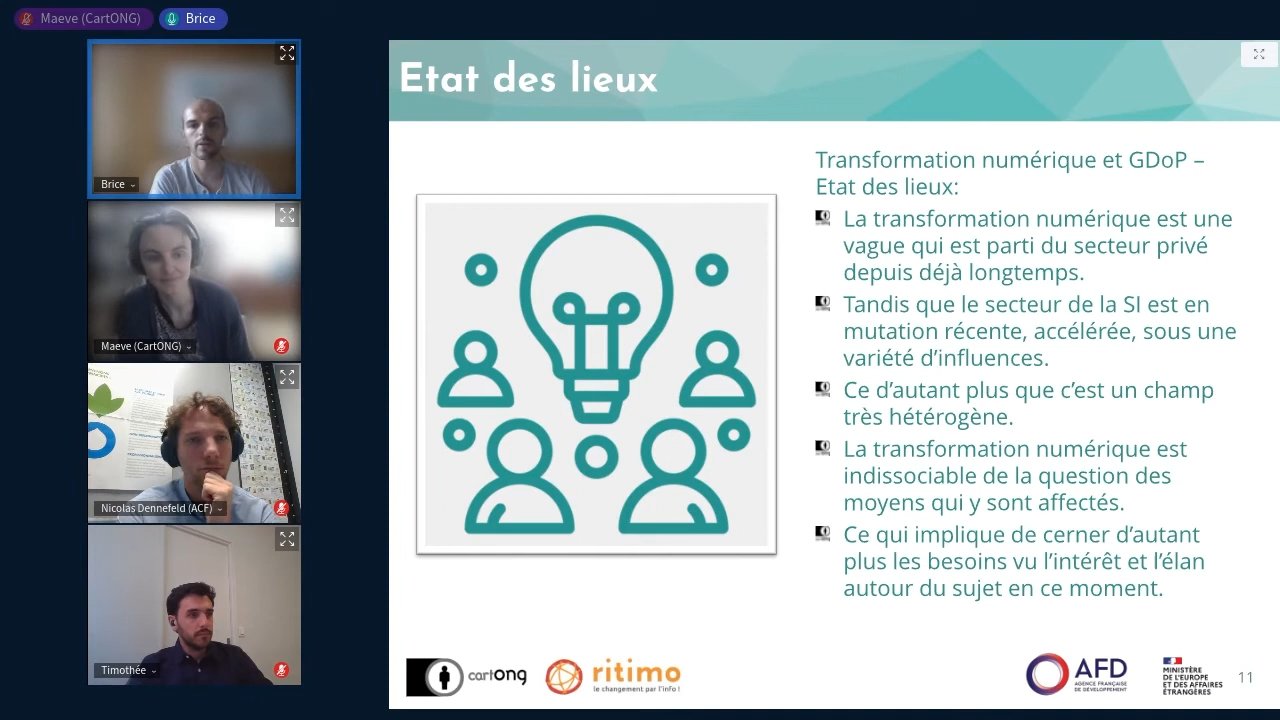 Maeve (CartONG)
Brice
Brice
Maeve (CartONG)
Nicolas Dennefeld (ACF)
Timothée
Etat des lieux
Transformation numérique et GDoP –
Etat des lieux:
La transformation numérique est une
vague qui est parti du secteur privé
depuis déjà longtemps.
Tandis que le secteur de la SI est en
mutation récente, accélérée, sous une
variété d’influences.
Ce d’autant plus que c’est un champ
très hétérogène.
La transformation numérique est
indissociable de la question des
moyens qui y sont affectés.
Ce qui implique de cerner d’autant
plus les besoins vu l’intérêt et l’élan
autour du sujet en ce moment.
cartong
ritimo
le changement par l'info !
AFD
AGENCE FRANÇAISE
DE DÉVELOPPEMENT
MINISTÈRE
DE L'EUROPE
ET DES AFFAIRES
ÉTRANGÈRES
11